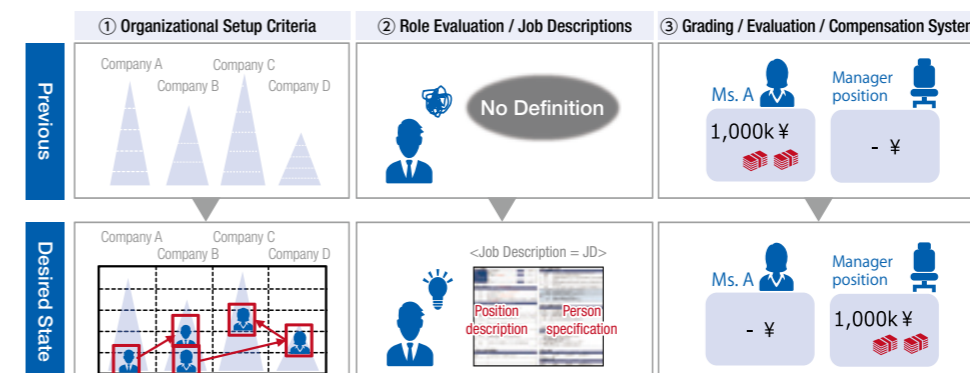 ① Organizational Setup Criteria
② Role Evaluation / Job Descriptions
③ Grading / Evaluation / Compensation System
Previous
Company A
Company B
Company C
Company D
No Definition
Ms. A
1,000k ¥
Manager
position
- ¥
Desired State
Company A
Company B
Company C
Company D
<Job Description = JD>
Position
description
Person
specification
Ms. A
- ¥
Manager
position
1,000k ¥